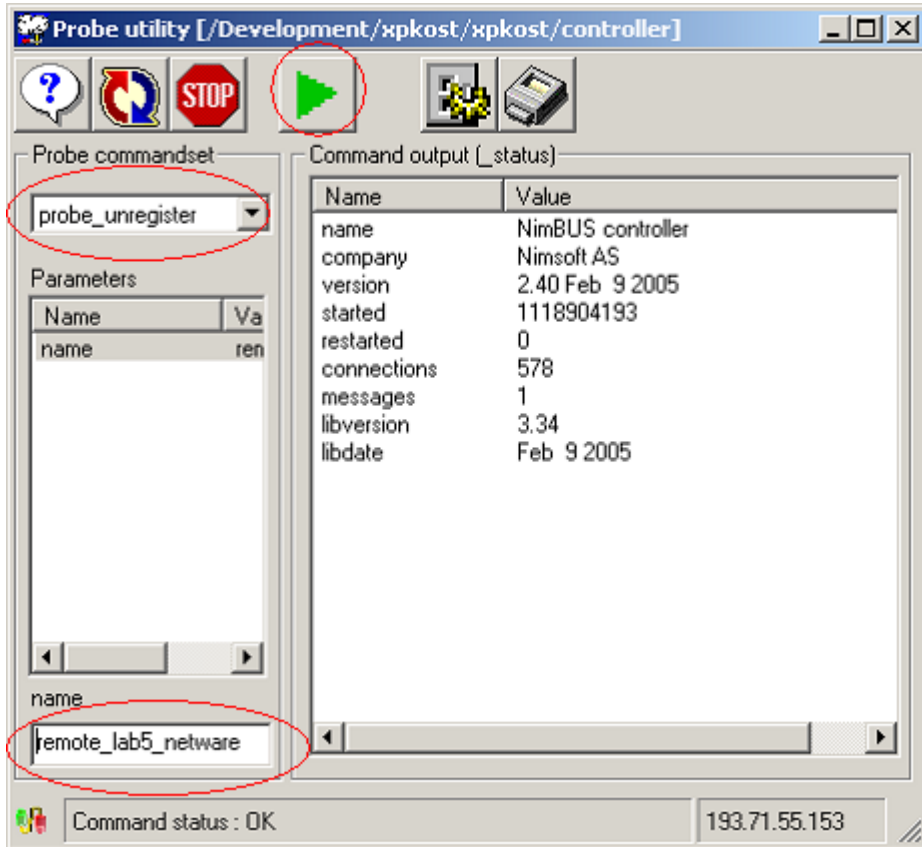 Probe utility [/Development/xpkost/xpkost/controller]
?
STOP
Probe commandset
probe_unregister
Parameters
Name Va
name ren
name
remote_lab5_netware
Command output (_status)
Name Value
name NimBUS controller
company Nimsoft AS
version 2.40 Feb 9 2005
started 1118904193
restarted 0
connections 578
messages 1
libversion 3.34
libdate Feb 9 2005
Command status : OK
193.71.55.153